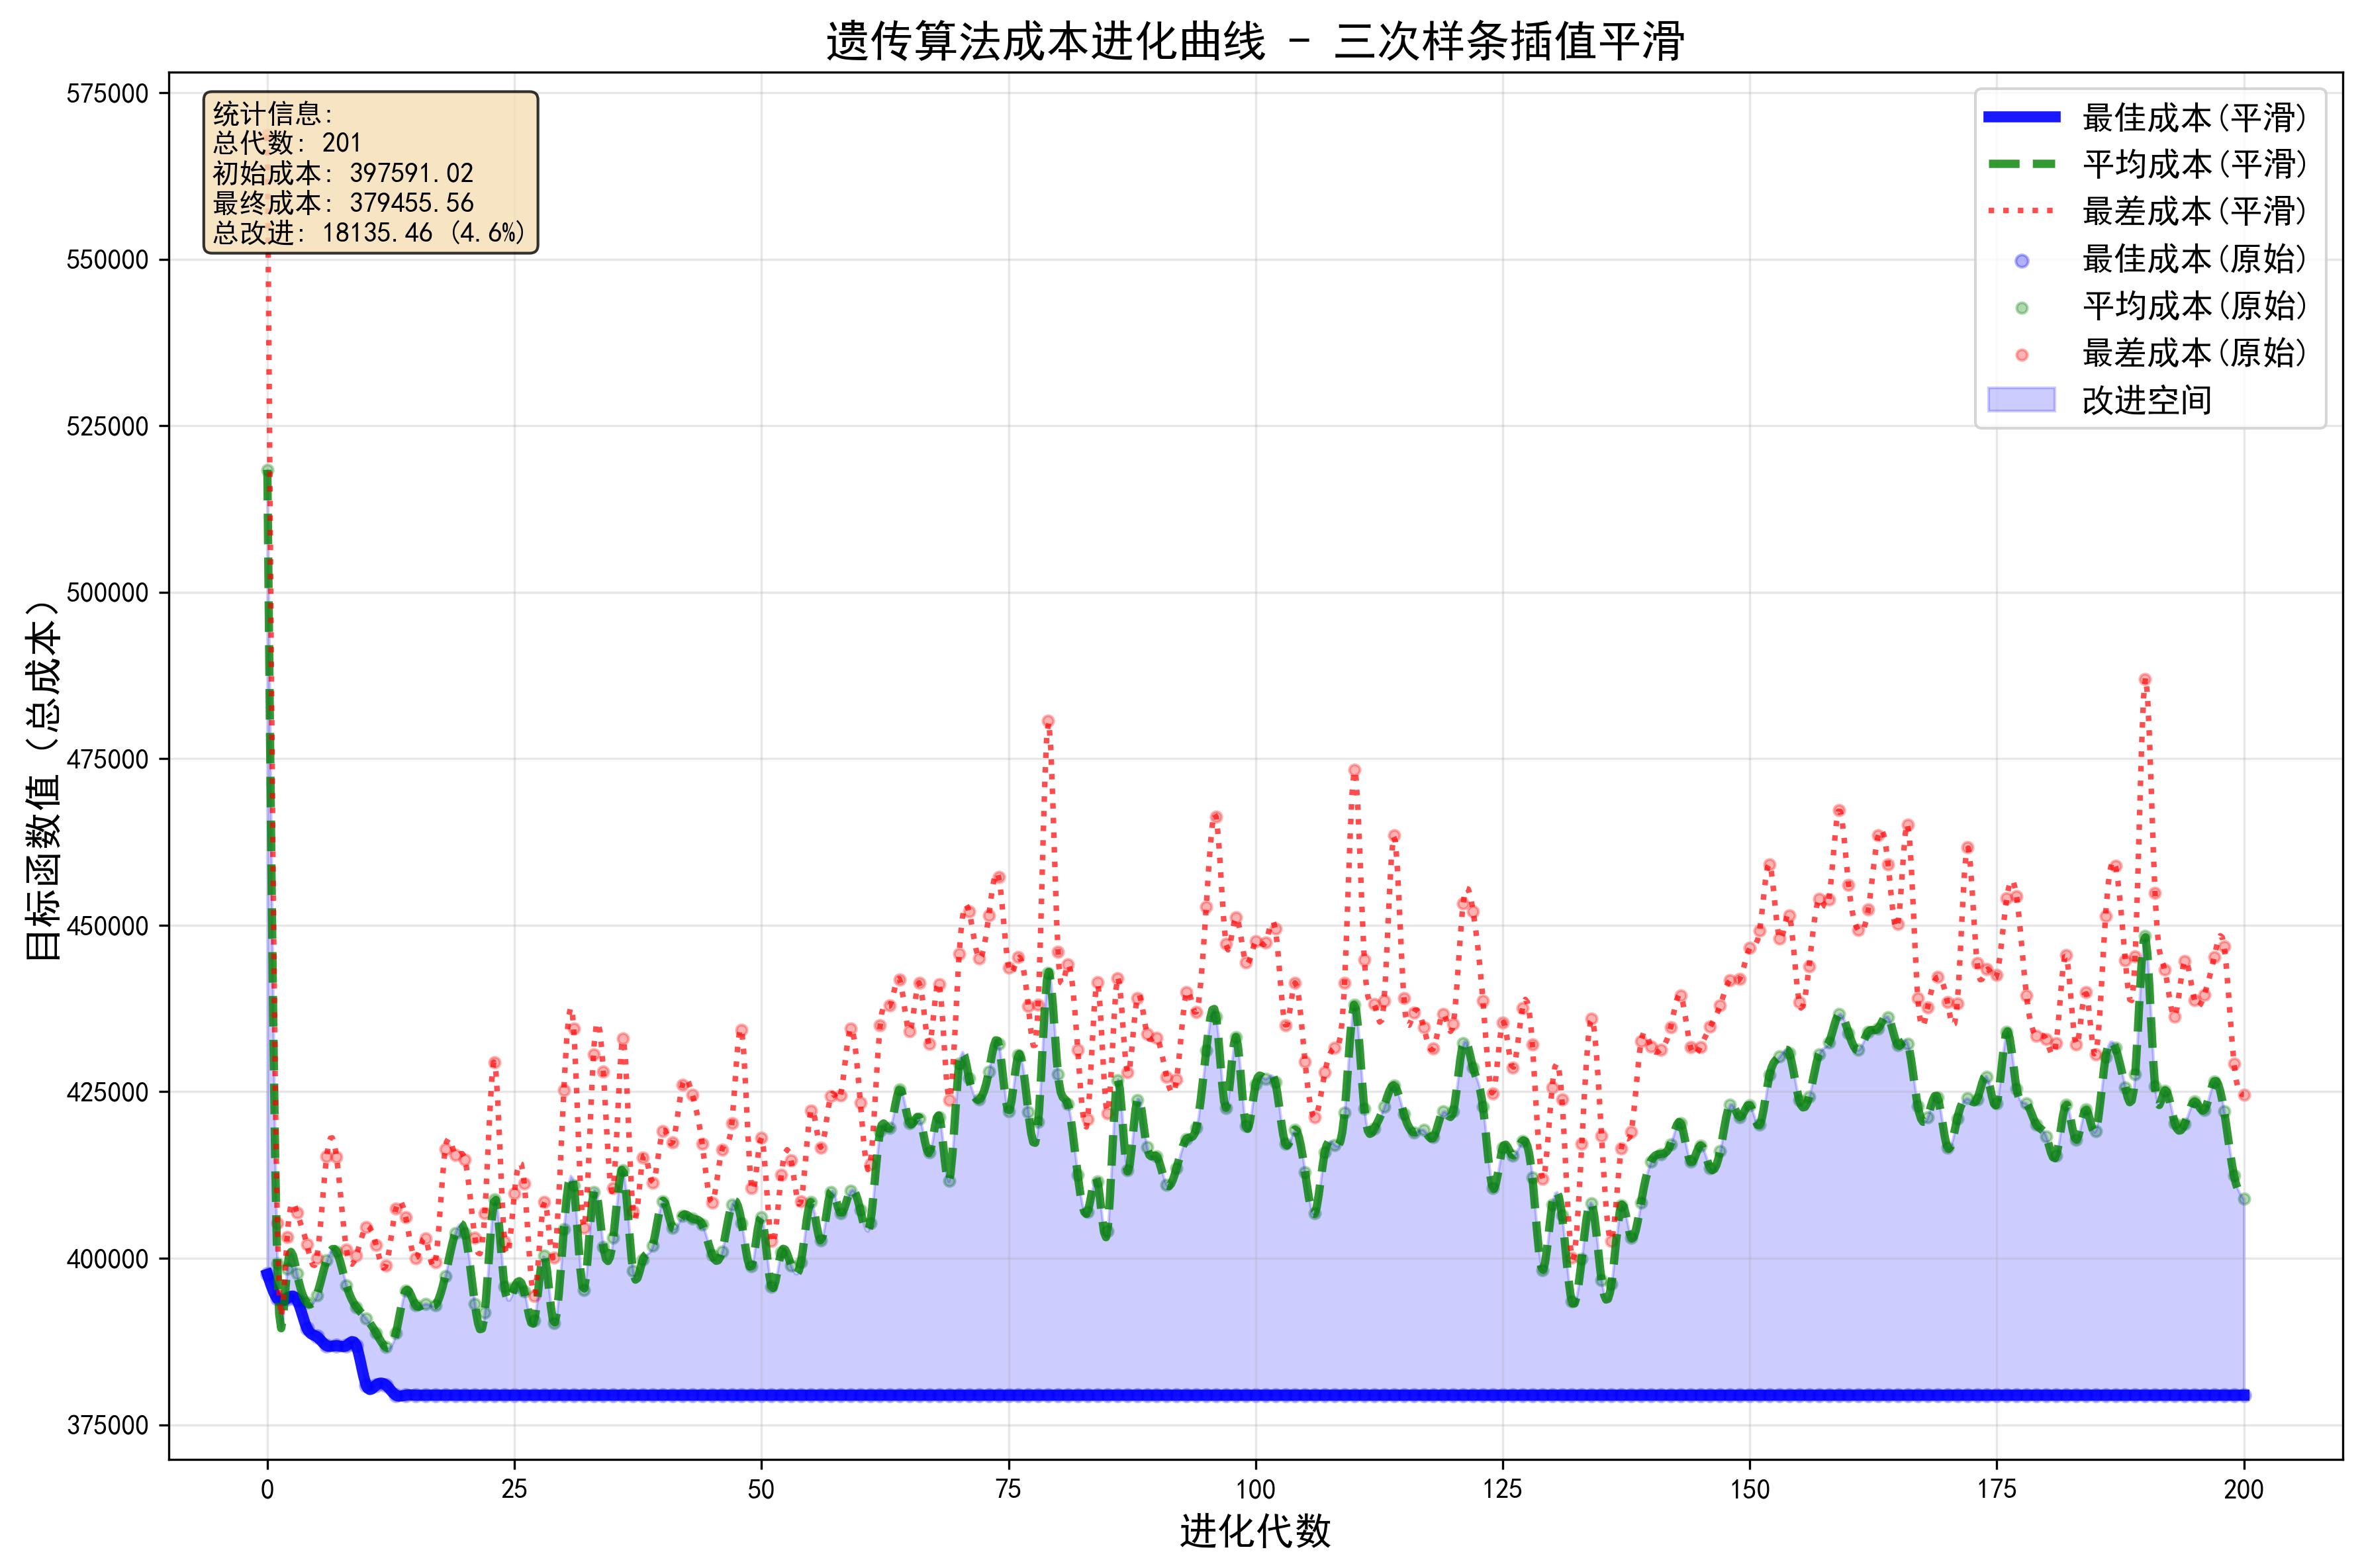 遗传算法成本进化曲线 - 三次样条插值平滑
统计信息:
总代数: 201
初始成本: 397591.02
最终成本: 379455.56
总改进: 18135.46 (4.6%)
最佳成本(平滑)
平均成本(平滑)
最差成本(平滑)
最佳成本(原始)
平均成本(原始)
最差成本(原始)
改进空间
目标函数值（总成本）
575000
550000
525000
500000
475000
450000
425000
400000
375000
0 25 50 75 100 125 150 175 200
进化代数